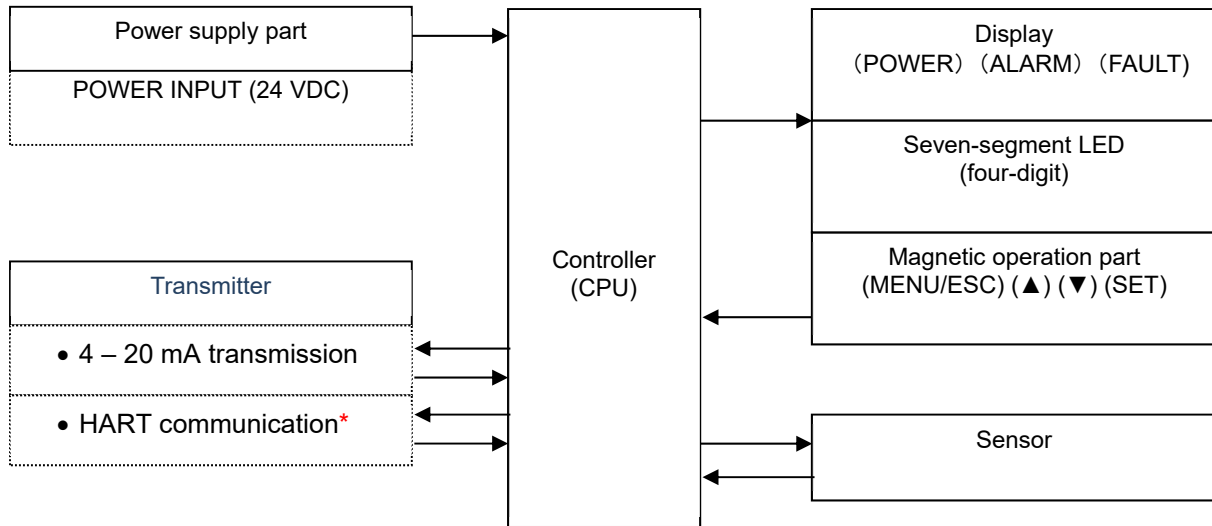 Power supply part
POWER INPUT (24 VDC)
Transmitter
• 4 – 20 mA transmission
• HART communication*
Controller
(CPU)
Display
（POWER）（ALARM）（FAULT）
Seven-segment LED
(four-digit)
Magnetic operation part
(MENU/ESC) (▲) (▼) (SET)
Sensor